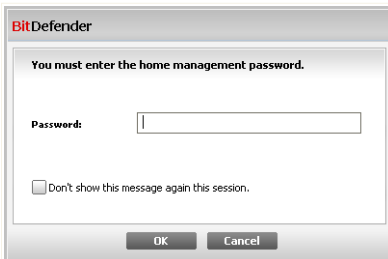 BitDefender
You must enter the home management password.
Password:
Don't show this message again this session.
OK Cancel